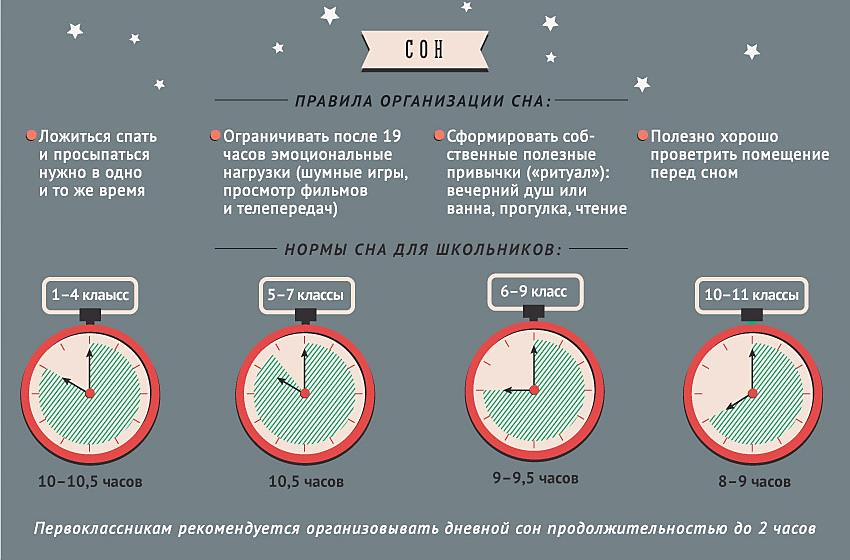 СОН
ПРАВИЛА ОРГАНИЗАЦИИ СНА:
Ложиться спать
и просыпаться
нужно в одно
и то же время
Ограничивать после 19
часов эмоциональные
нагрузки (шумные игры,
просмотр фильмов
и телепередач)
Сформировать соб-
ственные полезные
привычки («ритуал»):
вечерний душ или
ванна, прогулка, чтение
Полезно хорошо
проветрить помещение
перед сном
НОРМЫ СНА ДЛЯ ШКОЛЬНИКОВ:
1–4 клаысс
10–10,5 часов
5–7 классы
10,5 часов
6–9 класс
9–9,5 часов
10–11 классы
8–9 часов
Первоклассникам рекомендуется организовывать дневной сон продолжительностью до 2 часов